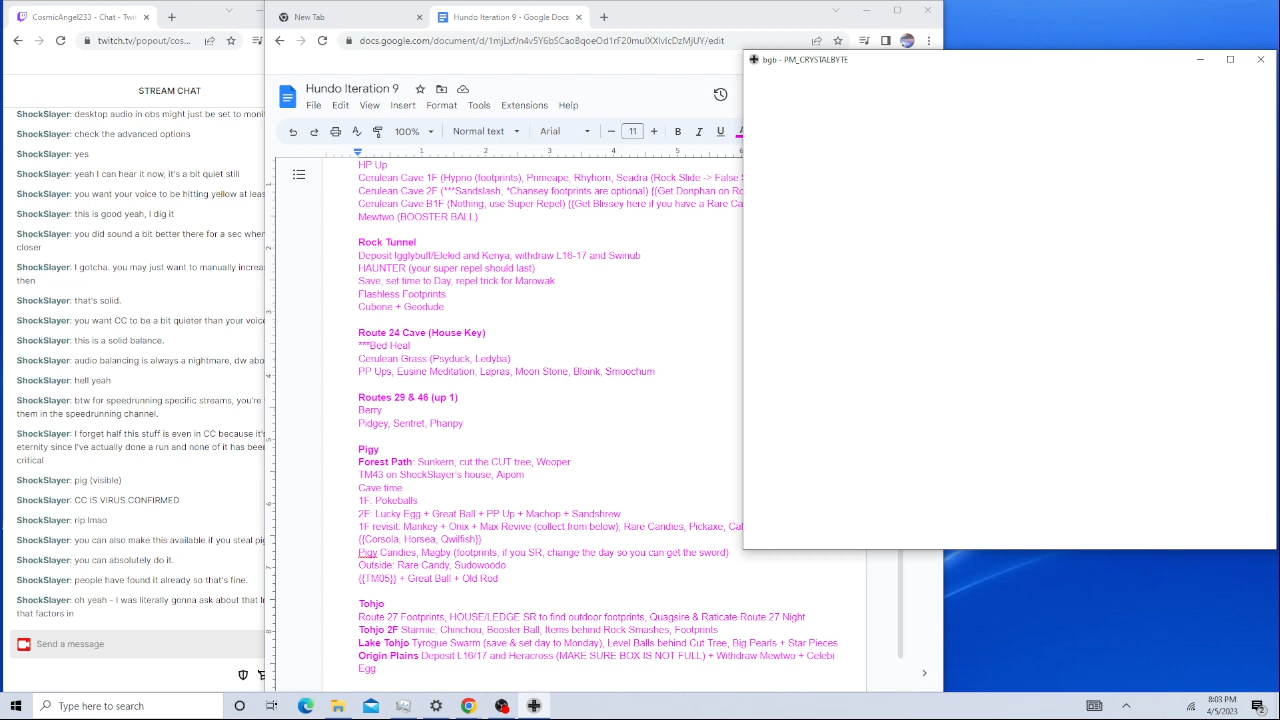 CosmicAngel233 - Chat - Twit
twitch.tv/popout/cos...
STREAM CHAT
ShockSlayer: desktop audio in obs might just be set to moni
ShockSlayer: check the advanced options
ShockSlayer: yes
ShockSlayer: yeah I can hear it now, it's a bit quiet still
ShockSlayer: you want your voice to be hitting yellow at leas
ShockSlayer: this is good yeah, I dig it
ShockSlayer: you did sound a bit better there for a sec when
closer
ShockSlayer: I gotcha. you may just want to manually increa
then
ShockSlayer: that's solid.
ShockSlayer: you want CC to be a bit quieter than your voice
ShockSlayer: this is a solid balance.
ShockSlayer: audio balancing is always a nightmare, dw abo
ShockSlayer: hell yeah
ShockSlayer: btw for speedrunning specific streams, you're
them in the speedrunning channel.
ShockSlayer: I forget half this stuff is even in CC because it's
eternity since I've actually done a run and none of it has been
critical
ShockSlayer: pig (visible)
ShockSlayer: CC IS VIRUS CONFIRMED
ShockSlayer: rip lmao
ShockSlayer: you can also make this available if you steal pig
ShockSlayer: you can absolutely do it.
ShockSlayer: people have found it already so that's fine.
ShockSlayer: oh yeah - I was literally gonna ask about that
that factors in
Send a message
New Tab
Hundo Iteration 9 - Google Docs
Hundo Iteration 9
File Edit View Insert Format Tools Extensions Help
100% Normal text Arial 11 B I U A
1 2 3 4 5 6
HP Up
Cerulean Cave 1F (Hypno (footprints), Primeape, Rhyhorn, Seadra (Rock Slide -> False S
Cerulean Cave 2F (***Sandslash, *Chansey footprints are optional) {{Get Donphan on Ro
Cerulean Cave B1F (Nothing, use Super Repel) {{Get Blissey here if you have a Rare Ca
Mewtwo (BOOSTER BALL)
Rock Tunnel
Deposit Igglybuff/Elekid and Kenya, withdraw L16-17 and Swinub
HAUNTER (your super repel should last)
Save, set time to Day, repel trick for Marowak
Flashless Footprints
Cubone + Geodude
Route 24 Cave (House Key)
***Bed Heal
Cerulean Grass (Psyduck, Ledyba)
PP Ups, Eusine Meditation, Lapras, Moon Stone, Bloink, Smoochum
Routes 29 & 46 (up 1)
Berry
Pidgey, Sentret, Phanpy
Pigy
Forest Path: Sunkern, cut the CUT tree, Wooper
TM43 on ShockSlayer's house, Aipom
Cave time
1F: Pokeballs
2F: Lucky Egg + Great Ball + PP Up + Machop + Sandshrew
1F revisit: Mankey + Onix + Max Revive (collect from below), Rare Candies, Pickaxe, Cal
{{Corsola, Horsea, Qwilfish}}
Pigy Candies, Magby (footprints, if you SR, change the day so you can get the sword)
Outside: Rare Candy, Sudowoodo
{{TM05}} + Great Ball + Old Rod
Tohjo
Route 27 Footprints, HOUSE/LEDGE SR to find outdoor footprints, Quagsire & Raticate Route 27 Night
Tohjo 2F Starmie, Chinchou, Booster Ball, Items behind Rock Smashes, Footprints
Lake Tohjo Tyrogue Swarm (save & set day to Monday), Level Balls behind Cut Tree, Big Pearls + Star Pieces
Origin Plains Deposit L16/17 and Heracross (MAKE SURE BOX IS NOT FULL) + Withdraw Mewtwo + Celebi
Egg
bgb - PM_CRYSTALBYTE
Type here to search
8:03 PM
4/5/2023
2